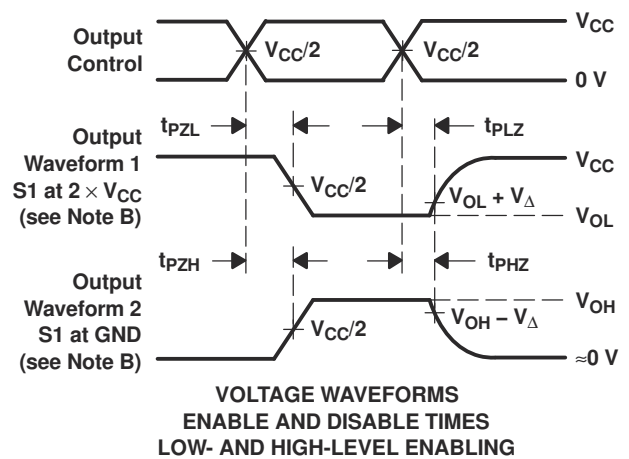 Output
Control
V_CC/2
V_CC/2
V_CC
0 V
Output
Waveform 1
S1 at 2 × V_CC
(see Note B)
t_PZL
t_PLZ
V_CC/2
V_CC
V_OL + V_Δ
V_OL
Output
Waveform 2
S1 at GND
(see Note B)
t_PZH
t_PHZ
V_CC/2
V_OH
V_OH − V_Δ
≈0 V
VOLTAGE WAVEFORMS
ENABLE AND DISABLE TIMES
LOW- AND HIGH-LEVEL ENABLING